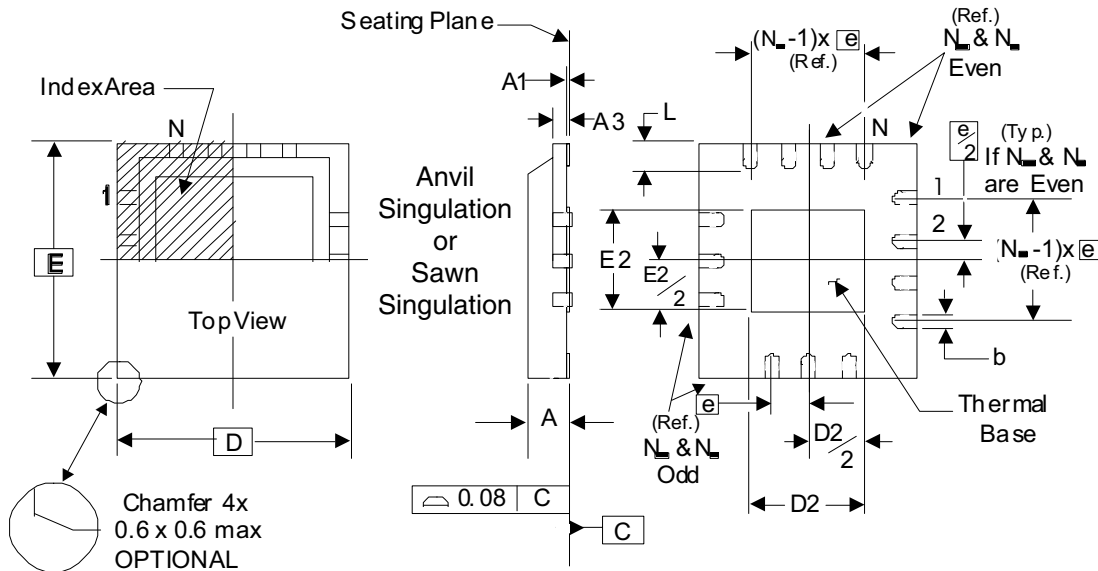 Seating Plane
IndexArea
N
1
E
TopView
D
Chamfer 4x
0.6 x 0.6 max
OPTIONAL
A1
A3
L
Anvil
Singulation
or
Sawn
Singulation
A
0.08 C
C
(N -1)x e
(Ref.)
(Ref.)
N & N
Even
N
e/2
(Typ.)
If N & N
are Even
1
2
(N -1)x e
(Ref.)
E2
E2/2
b
Thermal
Base
e
(Ref.)
N & N
Odd
D2/2
D2